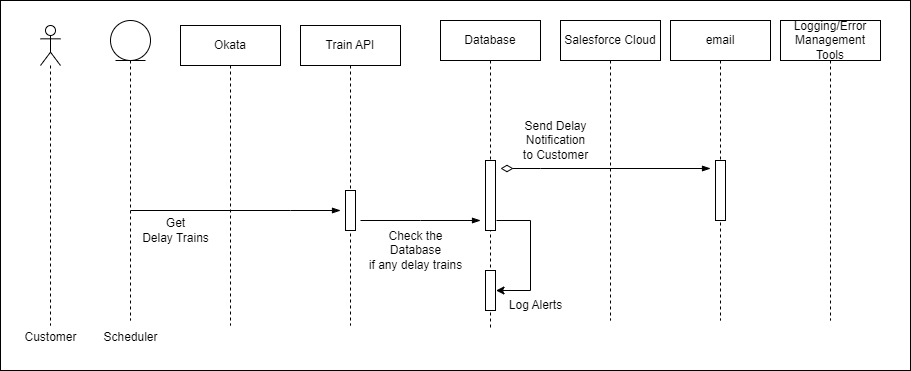 Okata
Train API
Database
Salesforce Cloud
email
Logging/Error
Management
Tools
Send Delay
Notification
to Customer
Get
Delay Trains
Check the
Database
if any delay trains
Log Alerts
Customer
Scheduler